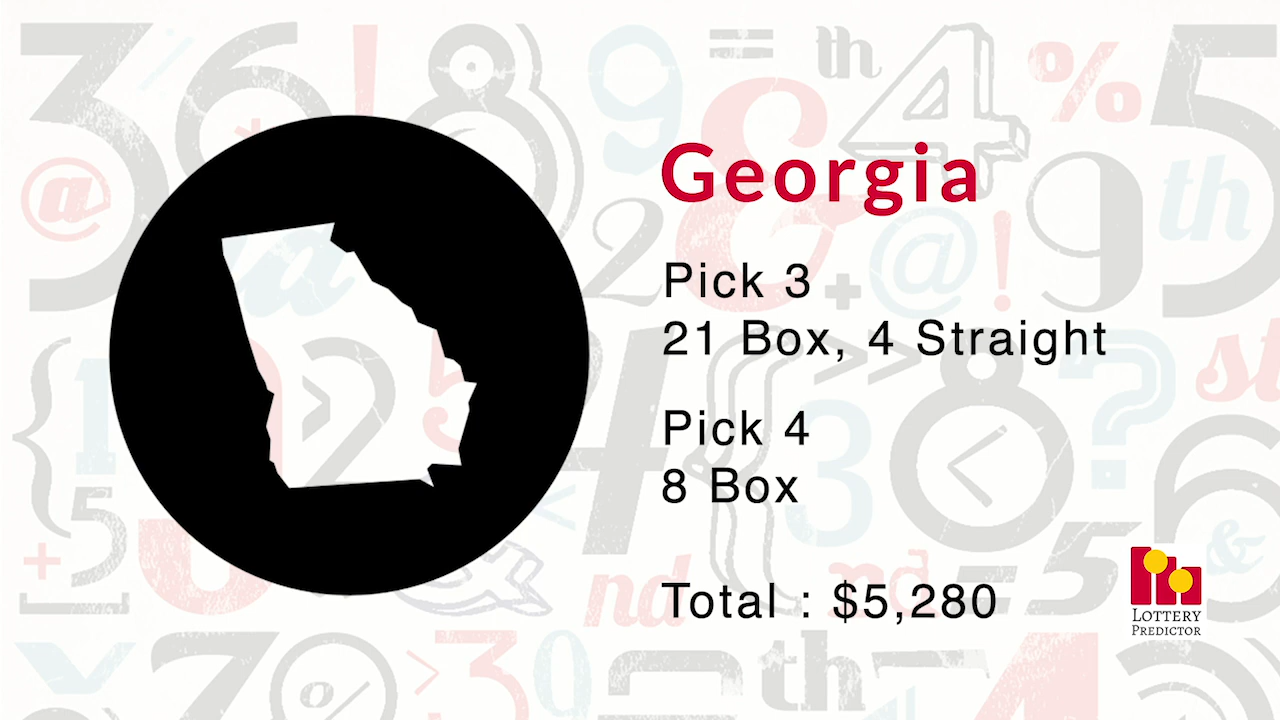 Georgia
Pick 3
21 Box, 4 Straight
Pick 4
8 Box
Total : $5,280
LOTTERY
PREDICTOR